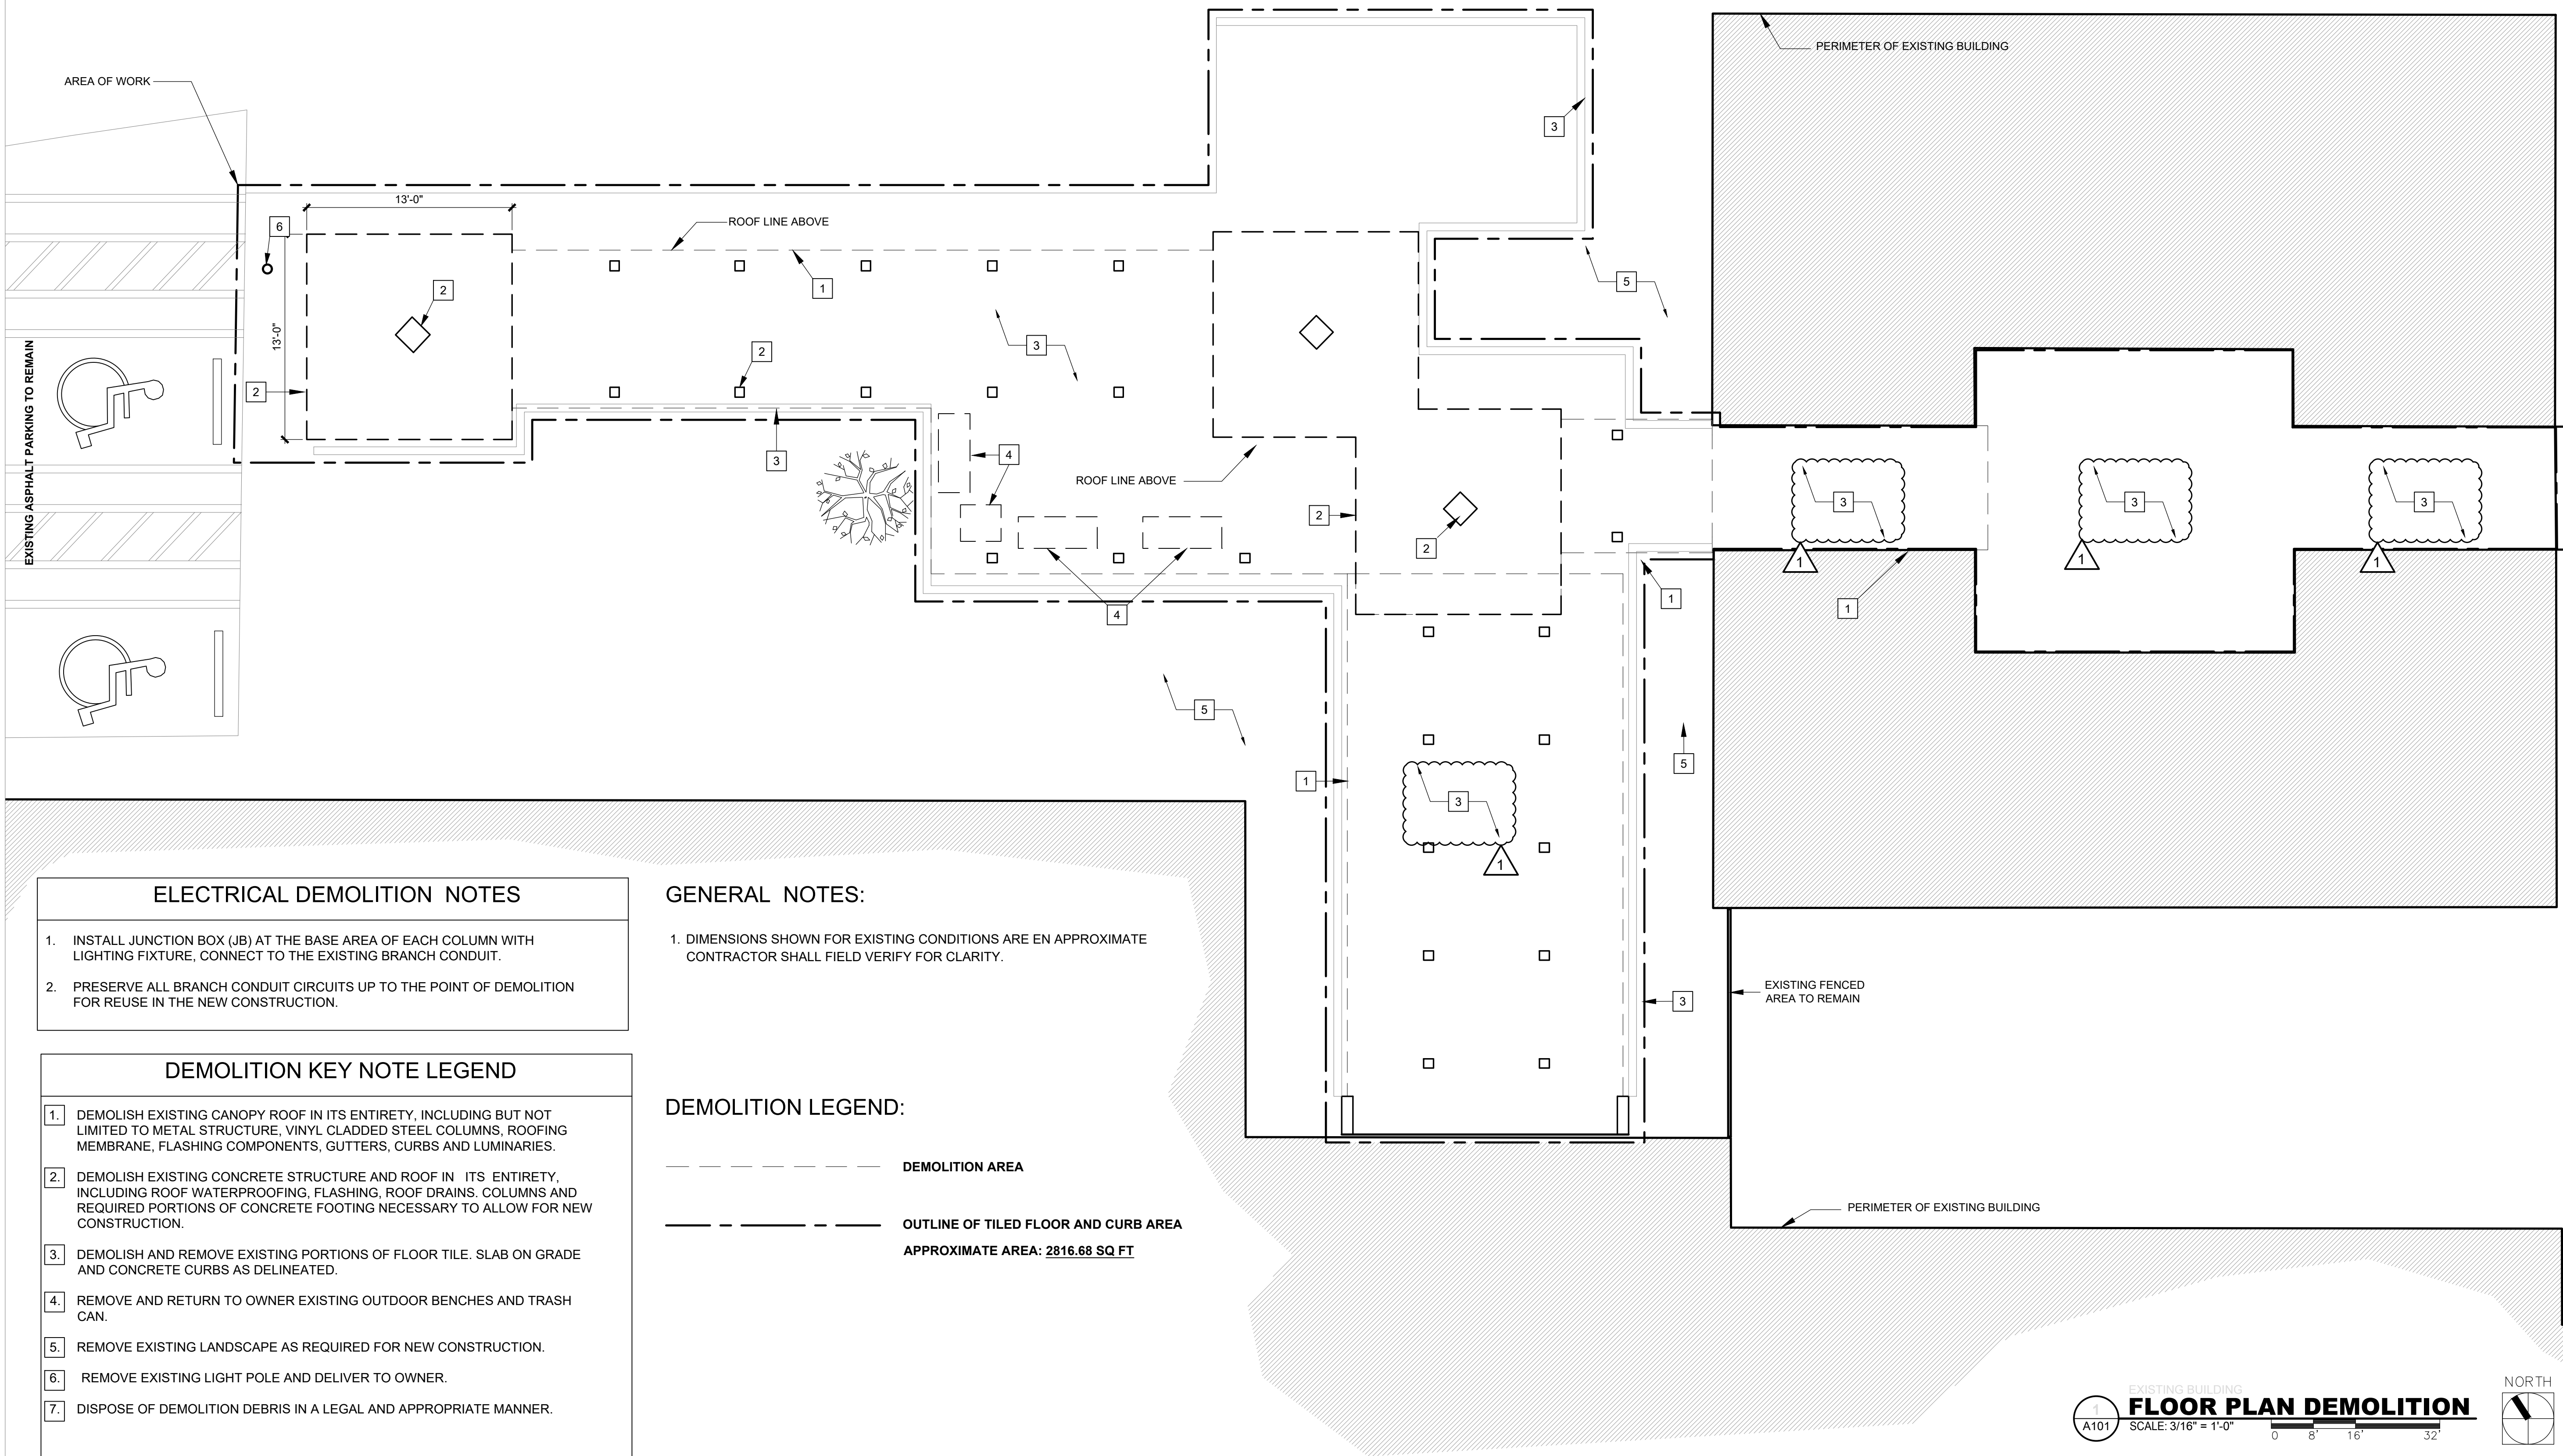 PERIMETER OF EXISTING BUILDING
AREA OF WORK
3
13'-0"
6
ROOF LINE ABOVE
5
1
2
13'-0"
3
2
2
EXISTING ASPHALT PARKING TO REMAIN
3
4
ROOF LINE ABOVE
2
2
3
3
3
1
1
1
1
1
4
5
5
1
3
1
3
EXISTING FENCED
AREA TO REMAIN
PERIMETER OF EXISTING BUILDING
ELECTRICAL DEMOLITION NOTES
1. INSTALL JUNCTION BOX (JB) AT THE BASE AREA OF EACH COLUMN WITH
LIGHTING FIXTURE, CONNECT TO THE EXISTING BRANCH CONDUIT.
2. PRESERVE ALL BRANCH CONDUIT CIRCUITS UP TO THE POINT OF DEMOLITION
FOR REUSE IN THE NEW CONSTRUCTION.
GENERAL NOTES:
1. DIMENSIONS SHOWN FOR EXISTING CONDITIONS ARE EN APPROXIMATE
CONTRACTOR SHALL FIELD VERIFY FOR CLARITY.
DEMOLITION KEY NOTE LEGEND
1. DEMOLISH EXISTING CANOPY ROOF IN ITS ENTIRETY, INCLUDING BUT NOT
LIMITED TO METAL STRUCTURE, VINYL CLADDED STEEL COLUMNS, ROOFING
MEMBRANE, FLASHING COMPONENTS, GUTTERS, CURBS AND LUMINARIES.
2. DEMOLISH EXISTING CONCRETE STRUCTURE AND ROOF IN ITS ENTIRETY,
INCLUDING ROOF WATERPROOFING, FLASHING, ROOF DRAINS. COLUMNS AND
REQUIRED PORTIONS OF CONCRETE FOOTING NECESSARY TO ALLOW FOR NEW
CONSTRUCTION.
3. DEMOLISH AND REMOVE EXISTING PORTIONS OF FLOOR TILE. SLAB ON GRADE
AND CONCRETE CURBS AS DELINEATED.
4. REMOVE AND RETURN TO OWNER EXISTING OUTDOOR BENCHES AND TRASH
CAN.
5. REMOVE EXISTING LANDSCAPE AS REQUIRED FOR NEW CONSTRUCTION.
6. REMOVE EXISTING LIGHT POLE AND DELIVER TO OWNER.
7. DISPOSE OF DEMOLITION DEBRIS IN A LEGAL AND APPROPRIATE MANNER.
DEMOLITION LEGEND:
DEMOLITION AREA
OUTLINE OF TILED FLOOR AND CURB AREA
APPROXIMATE AREA: 2816.68 SQ FT
EXISTING BUILDING
1
A101
FLOOR PLAN DEMOLITION
SCALE: 3/16" = 1'-0"
0 8' 16' 32'
NORTH